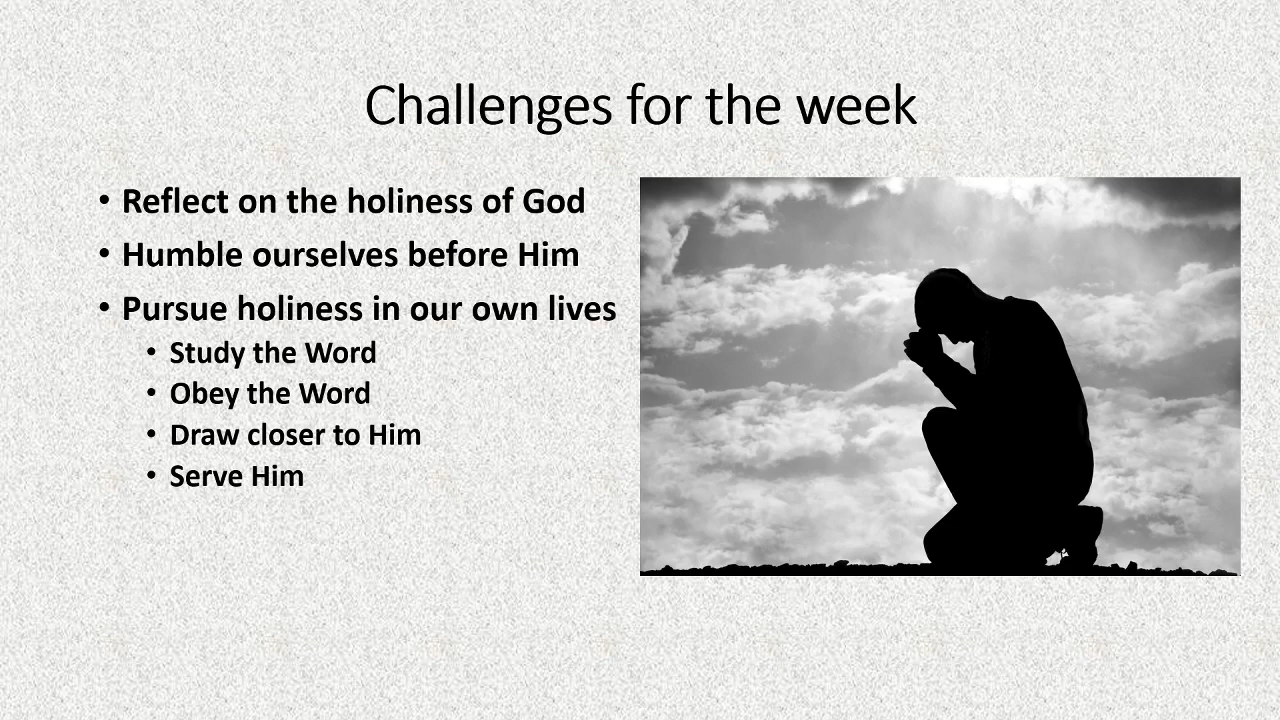 Challenges for the week
• Reflect on the holiness of God
• Humble ourselves before Him
• Pursue holiness in our own lives
• Study the Word
• Obey the Word
• Draw closer to Him
• Serve Him